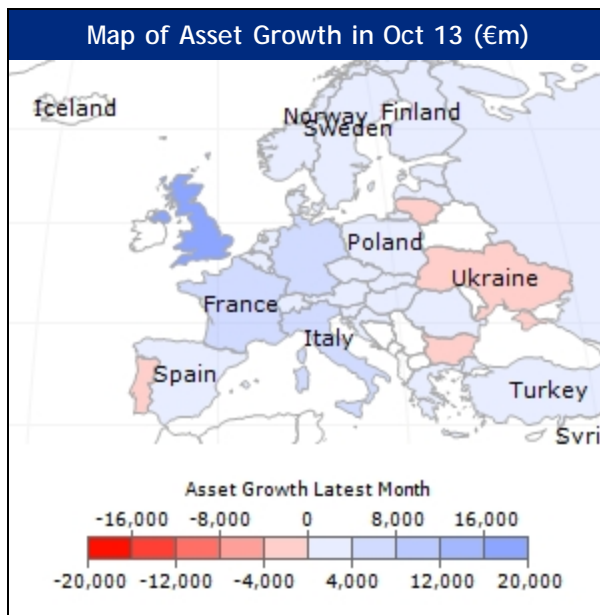 Map of Asset Growth in Oct 13 (€m)
Iceland
Norway Finland
Sweden
Poland
Ukraine
France
Italy
Spain
Turkey
Syri
Asset Growth Latest Month
-16,000 -8,000 0 8,000 16,000
-20,000 -12,000 -4,000 4,000 12,000 20,000